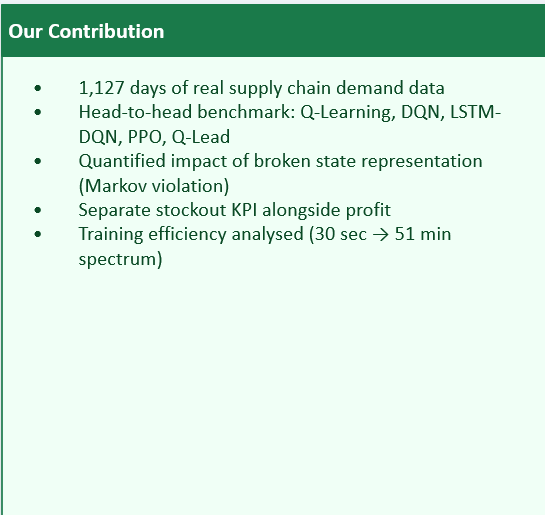 Our Contribution
• 1,127 days of real supply chain demand data
• Head-to-head benchmark: Q-Learning, DQN, LSTM-
DQN, PPO, Q-Lead
• Quantified impact of broken state representation
(Markov violation)
• Separate stockout KPI alongside profit
• Training efficiency analysed (30 sec → 51 min
spectrum)